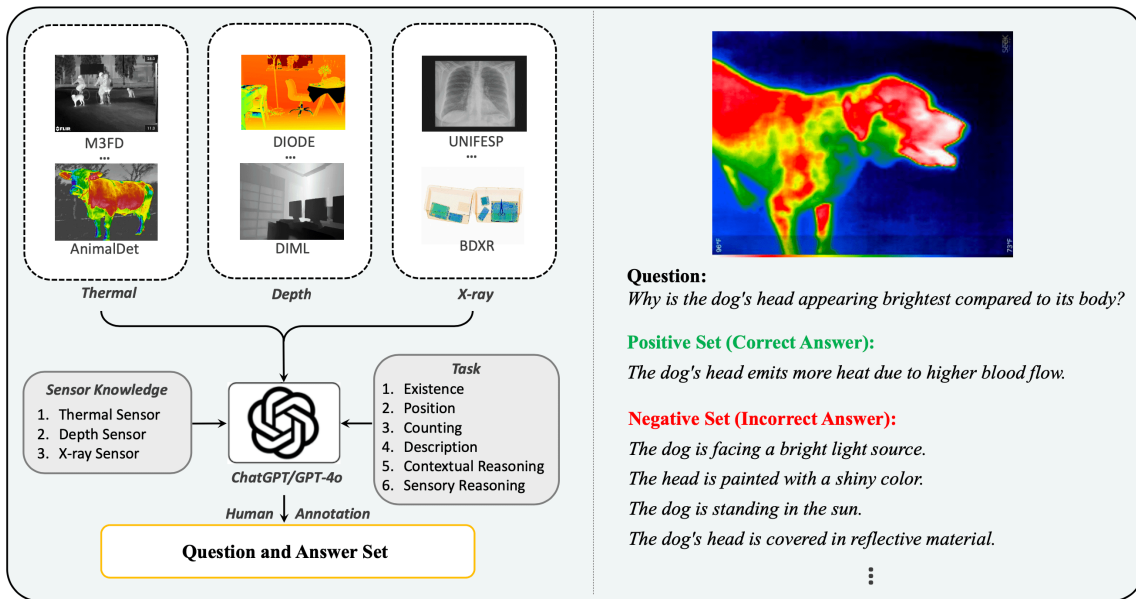 M3FD
...
AnimalDet
Thermal
DIODE
...
DIML
Depth
UNIFESP
...
BDXR
X-ray
Sensor Knowledge
1. Thermal Sensor
2. Depth Sensor
3. X-ray Sensor
ChatGPT/GPT-4o
Task
1. Existence
2. Position
3. Counting
4. Description
5. Contextual Reasoning
6. Sensory Reasoning
Human Annotation
Question and Answer Set
96°F
73°F
Question:
Why is the dog's head appearing brightest compared to its body?
Positive Set (Correct Answer):
The dog's head emits more heat due to higher blood flow.
Negative Set (Incorrect Answer):
The dog is facing a bright light source.
The head is painted with a shiny color.
The dog is standing in the sun.
The dog's head is covered in reflective material.